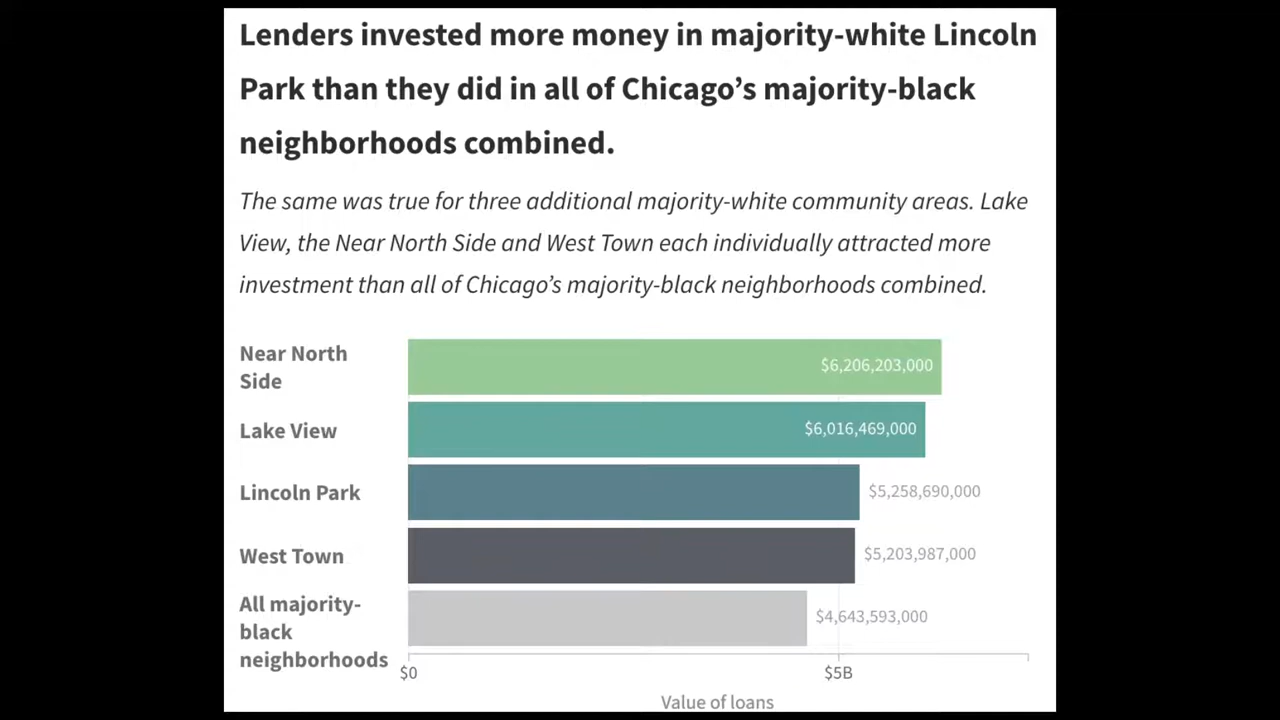 Lenders invested more money in majority-white Lincoln
Park than they did in all of Chicago’s majority-black
neighborhoods combined.
The same was true for three additional majority-white community areas. Lake
View, the Near North Side and West Town each individually attracted more
investment than all of Chicago’s majority-black neighborhoods combined.
Near North
Side
$6,206,203,000
Lake View
$6,016,469,000
Lincoln Park
$5,258,690,000
West Town
$5,203,987,000
All majority-
black
neighborhoods
$4,643,593,000
$0
$5B
Value of loans